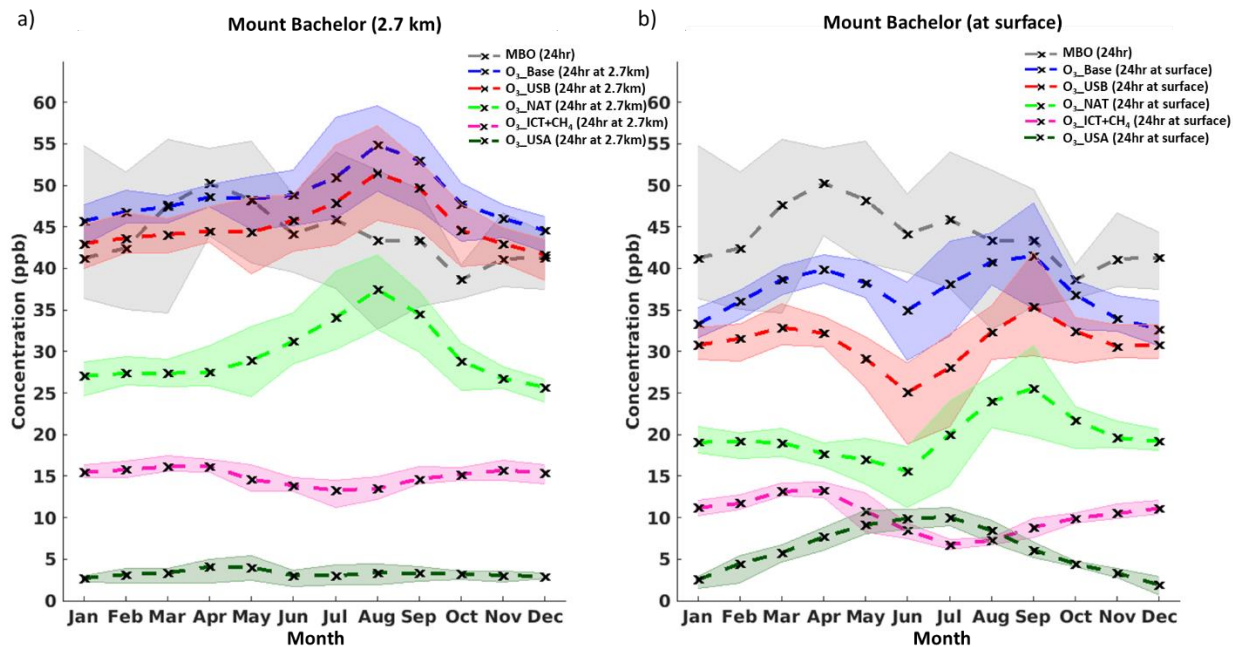 a)
Mount Bachelor (2.7 km)
MBO (24hr)
O₃_Base (24hr at 2.7km)
O₃_USB (24hr at 2.7km)
O₃_NAT (24hr at 2.7km)
O₃_ICT+CH₄ (24hr at 2.7km)
O₃_USA (24hr at 2.7km)
Concentration (ppb)
60
55
50
45
40
35
30
25
20
15
10
5
0
Jan Feb Mar Apr May Jun Jul Aug Sep Oct Nov Dec
Month
b)
Mount Bachelor (at surface)
MBO (24hr)
O₃_Base (24hr at surface)
O₃_USB (24hr at surface)
O₃_NAT (24hr at surface)
O₃_ICT+CH₄ (24hr at surface)
O₃_USA (24hr at surface)
Concentration (ppb)
60
55
50
45
40
35
30
25
20
15
10
5
0
Jan Feb Mar Apr May Jun Jul Aug Sep Oct Nov Dec
Month